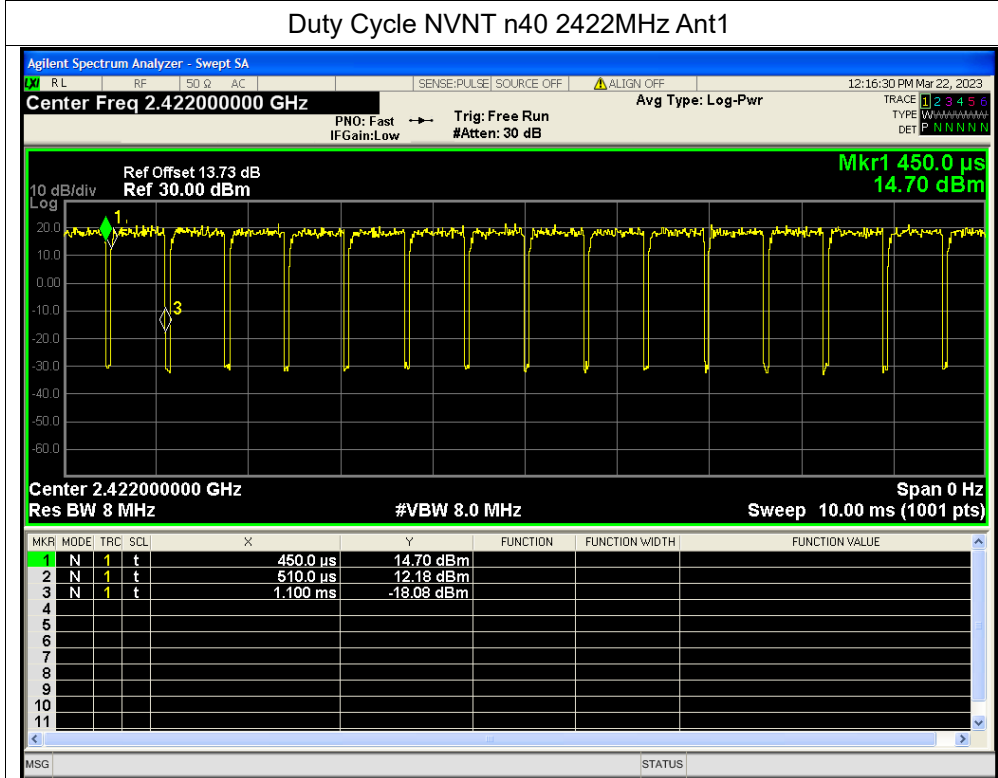 Duty Cycle NVNT n40 2422MHz Ant1
Agilent Spectrum Analyzer - Swept SA
LXI RL RF 50 Ω AC SENSE:PULSE SOURCE OFF ALIGN OFF 12:16:30 PM Mar 22, 2023
Center Freq 2.422000000 GHz Avg Type: Log-Pwr TRACE 1 2 3 4 5 6
PNO: Fast Trig: Free Run TYPE WWWWWW
IFGain:Low #Atten: 30 dB DET P N N N N N
Mkr1 450.0 µs
Ref Offset 13.73 dB
10 dB/div Ref 30.00 dBm 14.70 dBm
Log
1
20.0
10.0
0.00
-10.0
3
-20.0
-30.0
-40.0
-50.0
-60.0
Center 2.422000000 GHz Span 0 Hz
Res BW 8 MHz #VBW 8.0 MHz Sweep 10.00 ms (1001 pts)
MKR MODE TRC SCL X Y FUNCTION FUNCTION WIDTH FUNCTION VALUE
1 N 1 t 450.0 µs 14.70 dBm
2 N 1 t 510.0 µs 12.18 dBm
3 N 1 t 1.100 ms -18.08 dBm
4
5
6
7
8
9
10
11
MSG STATUS